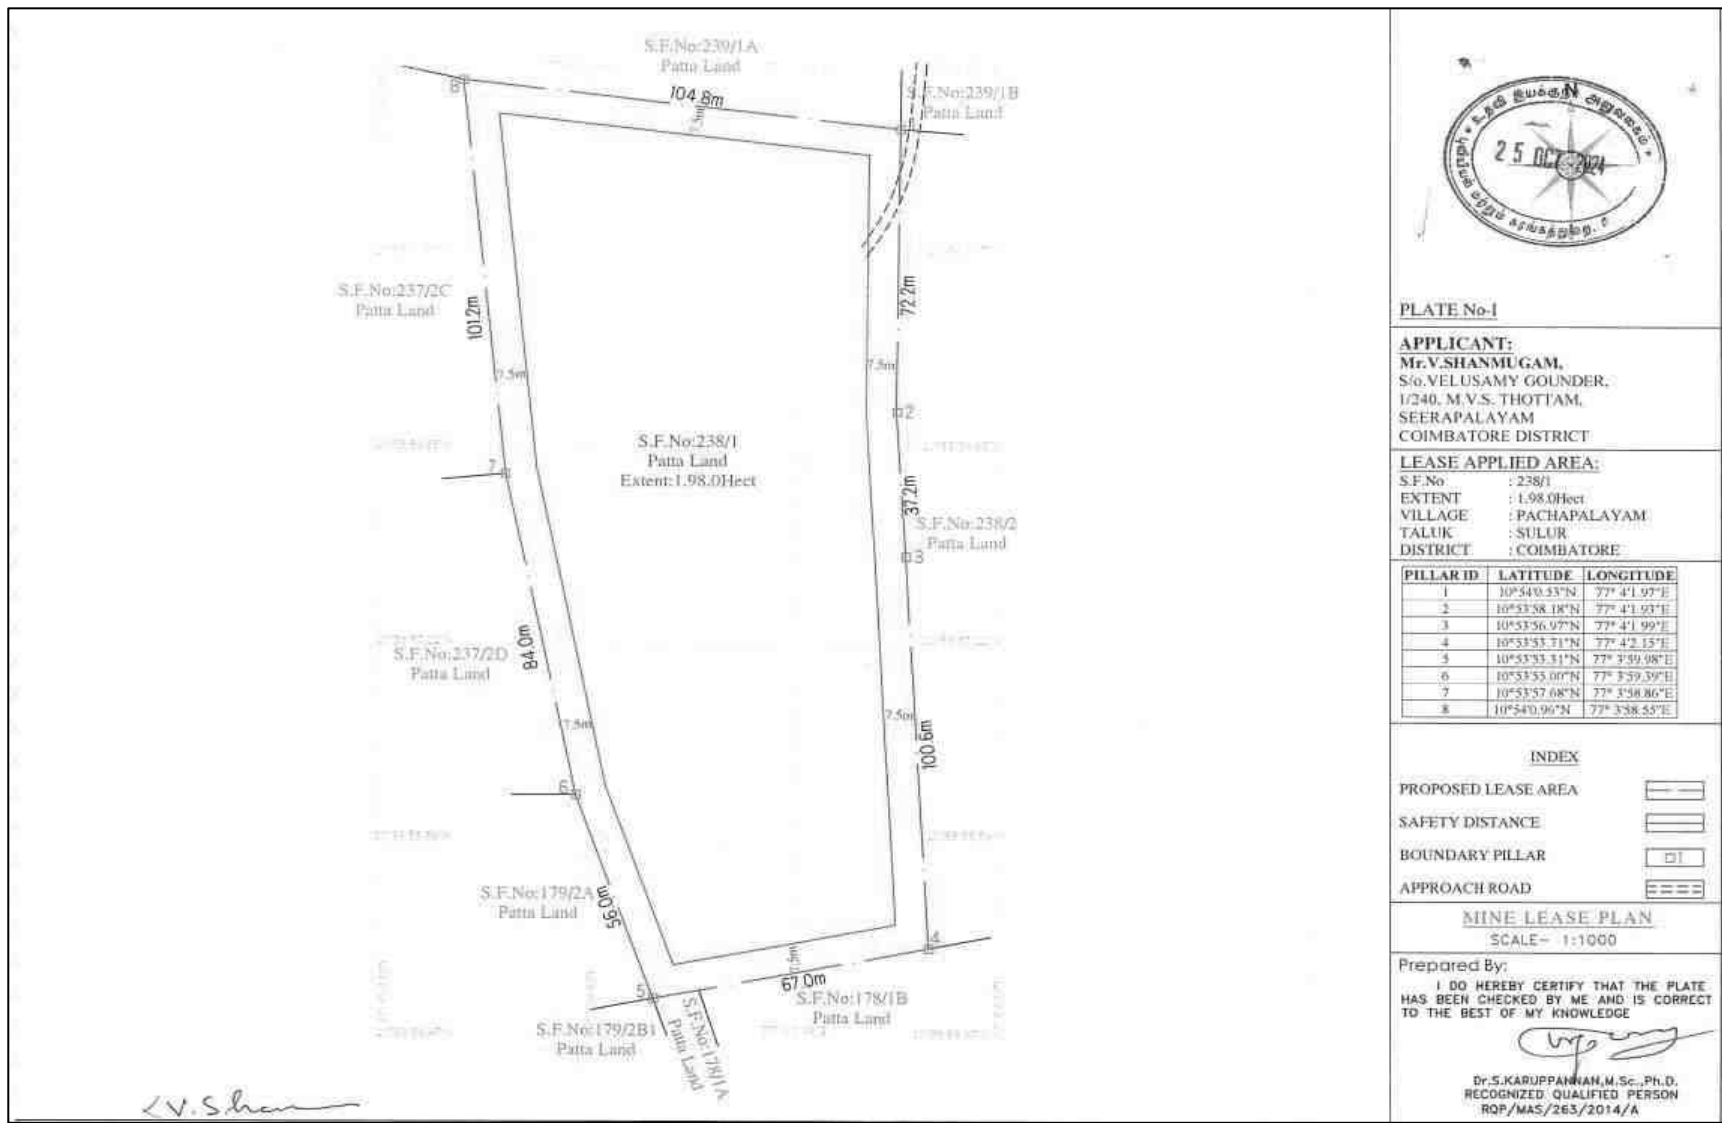 S.F.No:239/1A
Patta Land
8
104.8m
7.5m
S.F.No:239/1B
Patta Land
1
S.F.No:237/2C
Patta Land
101.2m
7.5m
72.2m
7.5m
2
S.F.No:238/1
Patta Land
Extent:1.98.0Hect
7
37.2m
S.F.No:238/2
Patta Land
3
S.F.No:237/2D
Patta Land
84.0m
7.5m
7.5m
100.6m
6
S.F.No:179/2A
Patta Land
56.0m
4
7.5m
67.0m
5
S.F.No:178/1B
Patta Land
S.F.No:179/2B1
Patta Land
S.F.No:178/1A
Patta Land
V.Shan
N
உதவி இயக்குநர் அலுவலகம்
25 OCT 2024
PLATE No-I
APPLICANT:
Mr.V.SHANMUGAM,
S/o.VELUSAMY GOUNDER,
1/240, M.V.S. THOTTAM,
SEERAPALAYAM
COIMBATORE DISTRICT
LEASE APPLIED AREA:
S.F.No : 238/1
EXTENT : 1.98.0Hect
VILLAGE : PACHAPALAYAM
TALUK : SULUR
DISTRICT : COIMBATORE
PILLAR ID LATITUDE LONGITUDE
1 10°54'0.53"N 77° 4'1.97"E
2 10°53'58.18"N 77° 4'1.93"E
3 10°53'56.97"N 77° 4'1.99"E
4 10°53'53.71"N 77° 4'2.15"E
5 10°53'53.31"N 77° 3'59.98"E
6 10°53'55.00"N 77° 3'59.39"E
7 10°53'57.68"N 77° 3'58.86"E
8 10°54'0.96"N 77° 3'58.55"E
INDEX
PROPOSED LEASE AREA
SAFETY DISTANCE
BOUNDARY PILLAR
APPROACH ROAD
MINE LEASE PLAN
SCALE- 1:1000
Prepared By:
I DO HEREBY CERTIFY THAT THE PLATE
HAS BEEN CHECKED BY ME AND IS CORRECT
TO THE BEST OF MY KNOWLEDGE
Dr.S.KARUPPANNAN,M.Sc.,Ph.D.
RECOGNIZED QUALIFIED PERSON
RQP/MAS/263/2014/A